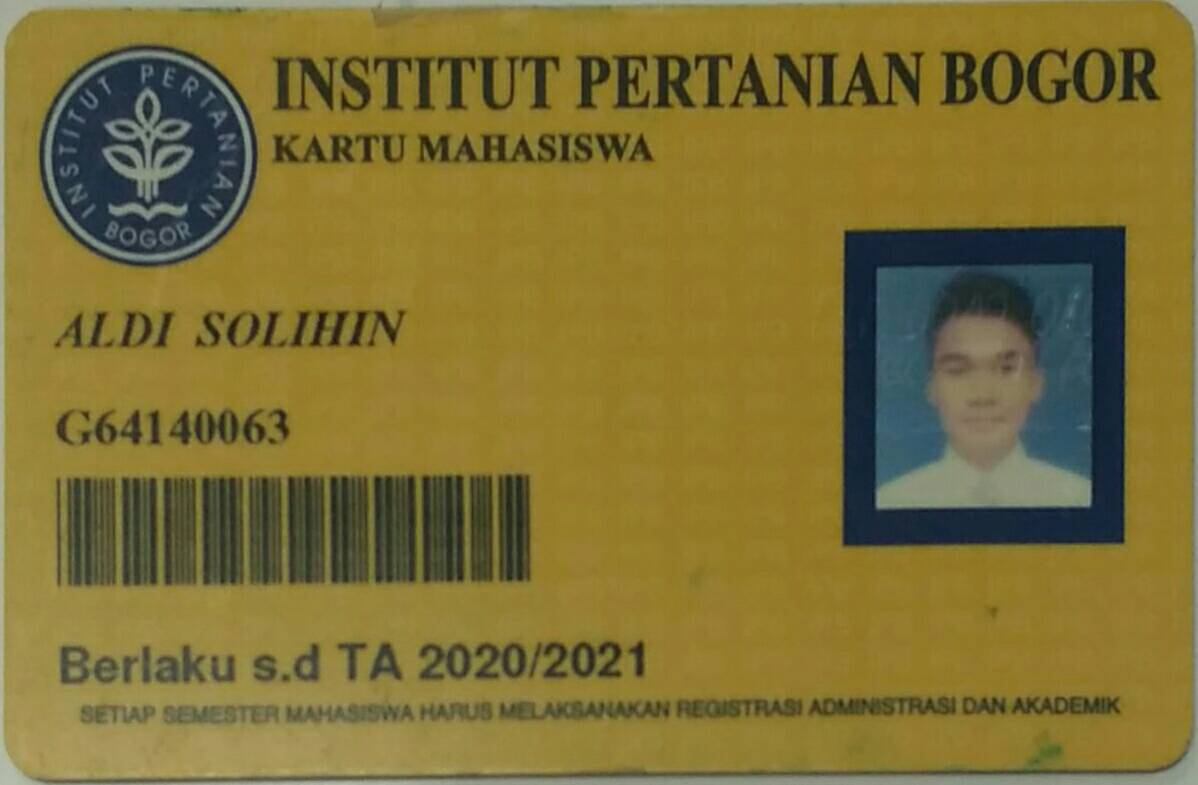 INSTITUT PERTANIAN BOGOR
INSTITUT PERTANIAN BOGOR
KARTU MAHASISWA
ALDI SOLIHIN
G64140063
Berlaku s.d TA 2020/2021
SETIAP SEMESTER MAHASISWA HARUS MELAKSANAKAN REGISTRASI ADMINISTRASI DAN AKADEMIK